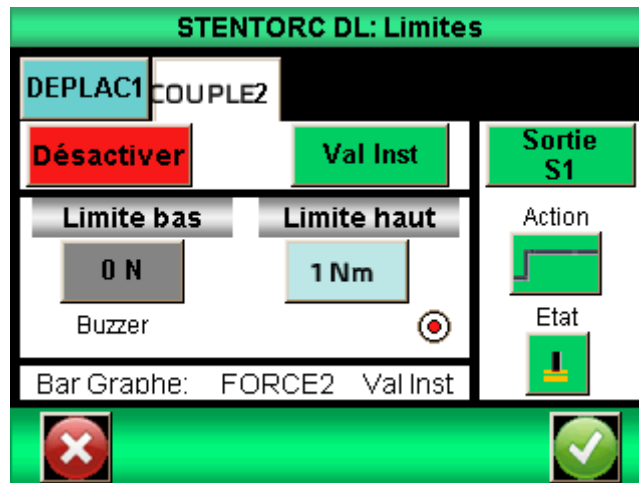 STENTORC DL: Limites
DEPLAC1 COUPLE2
Désactiver Val Inst Sortie
S1
Limite bas Limite haut Action
0 N 1 Nm
Buzzer Etat
Bar Graphe: FORCE2 Val Inst